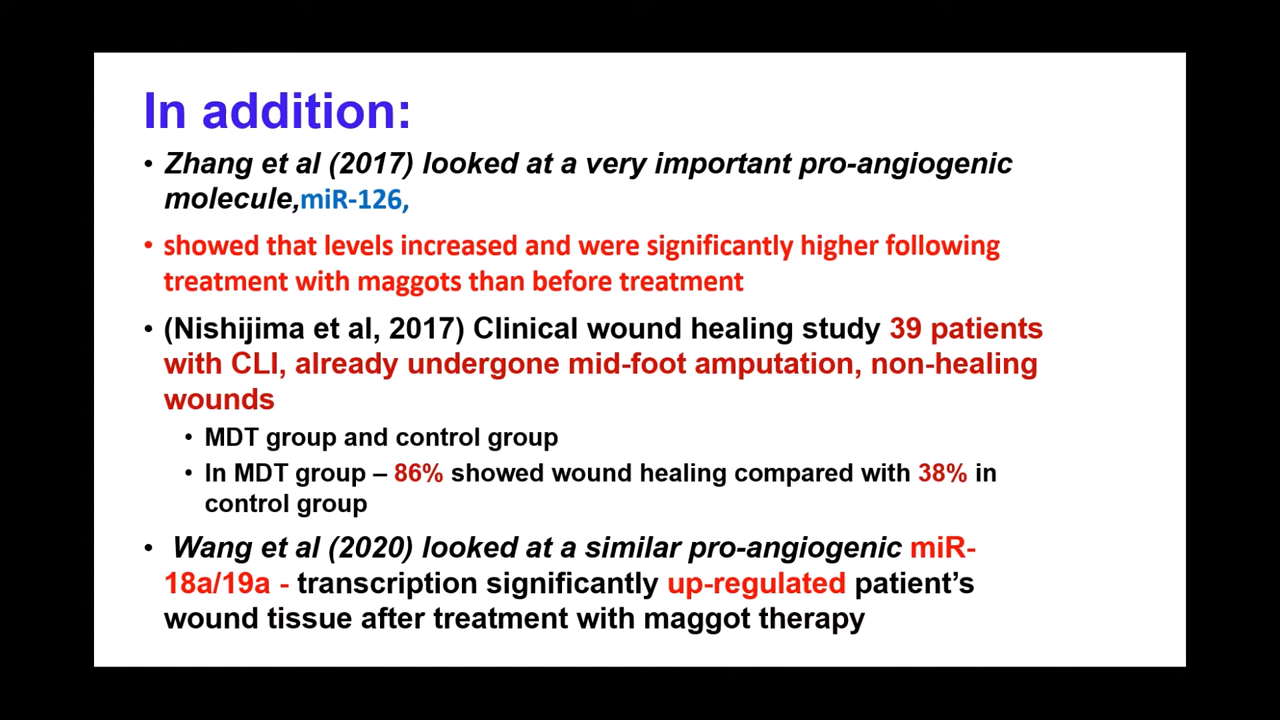 In addition:
• Zhang et al (2017) looked at a very important pro-angiogenic
molecule,miR-126,
• showed that levels increased and were significantly higher following
treatment with maggots than before treatment
• (Nishijima et al, 2017) Clinical wound healing study 39 patients
with CLI, already undergone mid-foot amputation, non-healing
wounds
• MDT group and control group
• In MDT group – 86% showed wound healing compared with 38% in
control group
• Wang et al (2020) looked at a similar pro-angiogenic miR-
18a/19a - transcription significantly up-regulated patient’s
wound tissue after treatment with maggot therapy